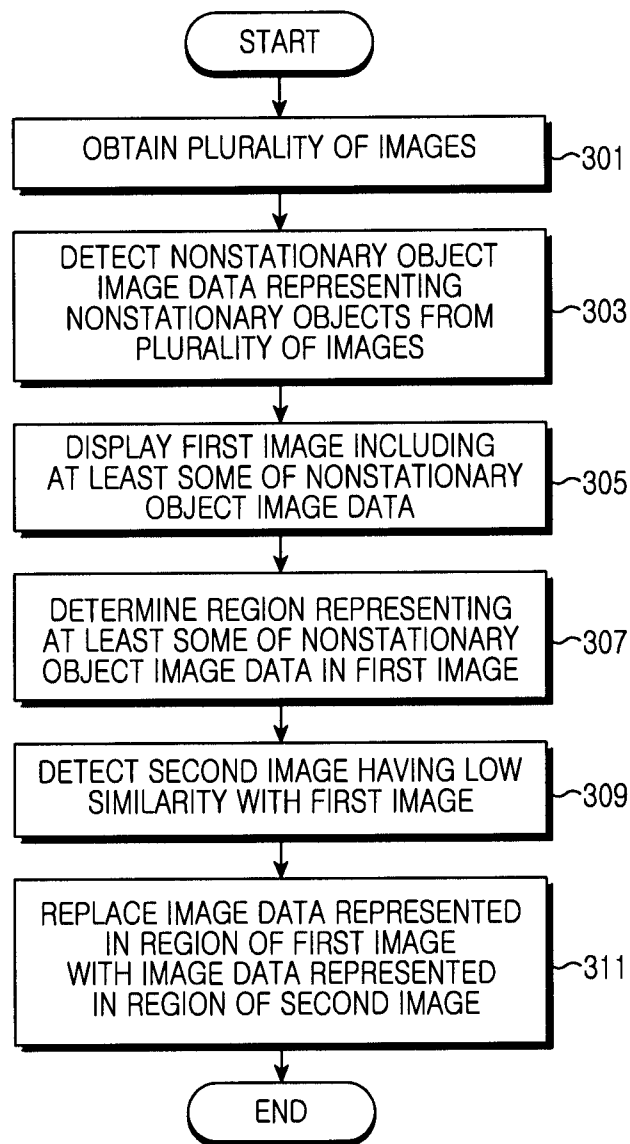 START
OBTAIN PLURALITY OF IMAGES
301
DETECT NONSTATIONARY OBJECT
IMAGE DATA REPRESENTING
NONSTATIONARY OBJECTS FROM
PLURALITY OF IMAGES
303
DISPLAY FIRST IMAGE INCLUDING
AT LEAST SOME OF NONSTATIONARY
OBJECT IMAGE DATA
305
DETERMINE REGION REPRESENTING
AT LEAST SOME OF NONSTATIONARY
OBJECT IMAGE DATA IN FIRST IMAGE
307
DETECT SECOND IMAGE HAVING LOW
SIMILARITY WITH FIRST IMAGE
309
REPLACE IMAGE DATA REPRESENTED
IN REGION OF FIRST IMAGE
WITH IMAGE DATA REPRESENTED
IN REGION OF SECOND IMAGE
311
END